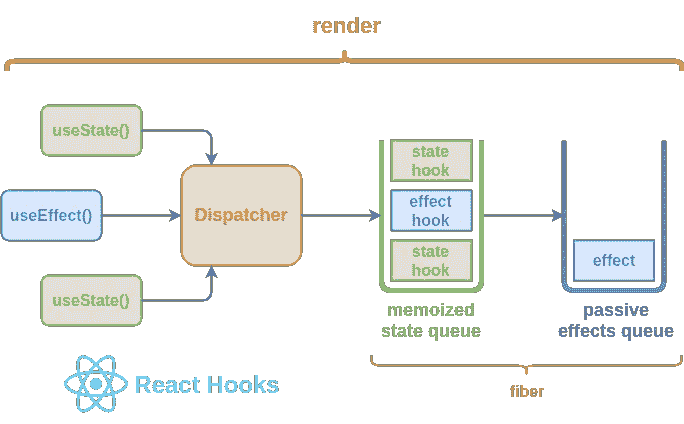 render
useState()
useEffect()
useState()
Dispatcher
state
hook
effect
hook
state
hook
memoized
state queue
effect
passive
effects queue
fiber
React Hooks